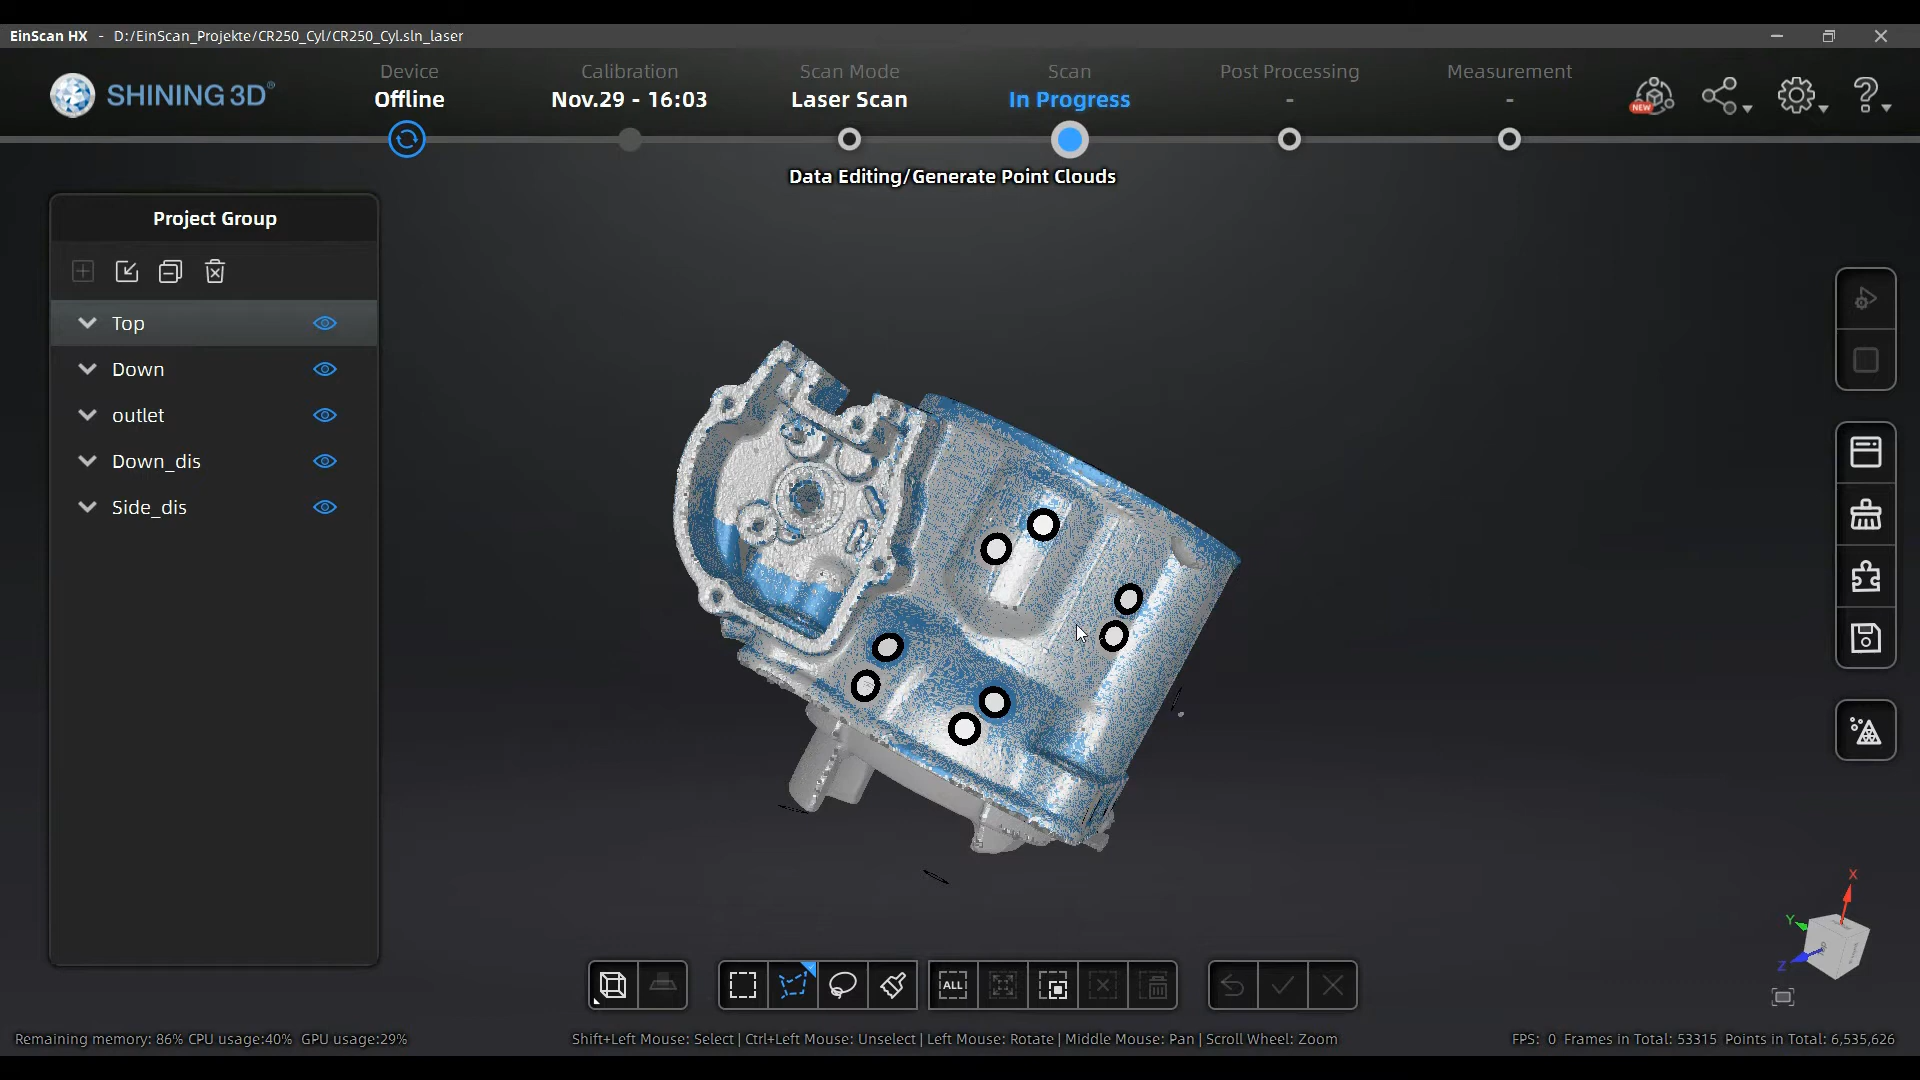 EinScan HX - D:/EinScan_Projekte/CR250_Cyl/CR250_Cyl.sln_laser
SHINING 3D®
Device
Offline
Calibration
Nov.29 - 16:03
Scan Mode
Laser Scan
Scan
In Progress
Post Processing
-
Measurement
-
NEW
Data Editing/Generate Point Clouds
Project Group
Top
Down
outlet
Down_dis
Side_dis
X
Y
Z
ALL
Remaining memory: 86% CPU usage:40% GPU usage:29%
Shift+Left Mouse: Select | Ctrl+Left Mouse: Unselect | Left Mouse: Rotate | Middle Mouse: Pan | Scroll Wheel: Zoom
FPS: 0 Frames in Total: 53315 Points in Total: 6,535,626